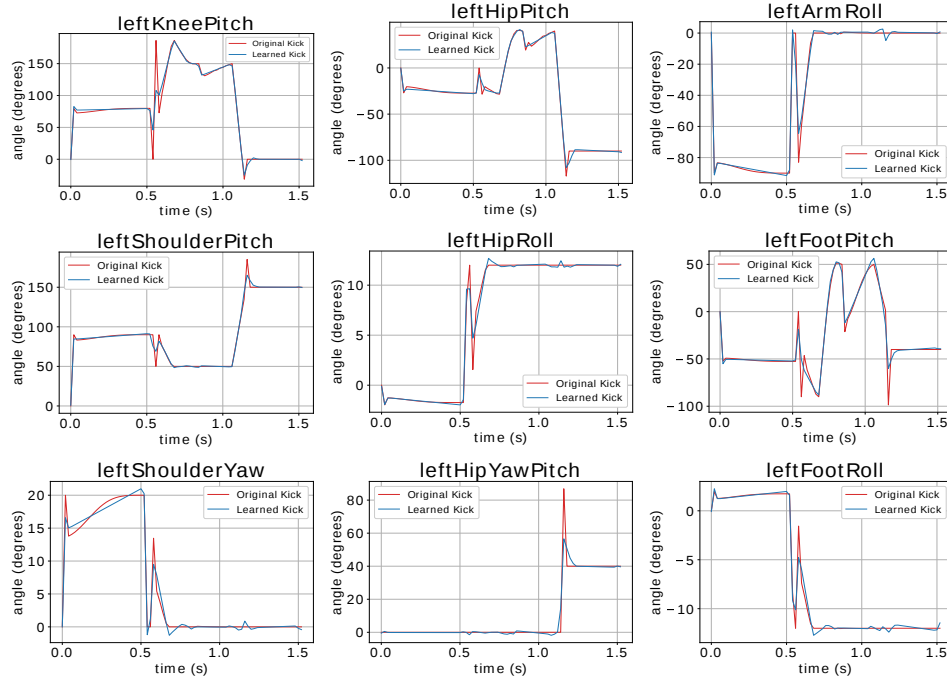 leftKneePitch
angle (degrees)
150
100
50
0
Original Kick
Learned Kick
0.0 0.5 1.0 1.5
time (s)
leftHipPitch
angle (degrees)
0
−100
Original Kick
Learned Kick
0.0 0.5 1.0 1.5
time (s)
leftArmRoll
angle (degrees)
0
−20
−40
−60
−80
Original Kick
Learned Kick
0.0 0.5 1.0 1.5
time (s)
leftShoulderPitch
angle (degrees)
150
100
50
0
Original Kick
Learned Kick
0.0 0.5 1.0 1.5
time (s)
leftHipRoll
angle (degrees)
10
5
0
Original Kick
Learned Kick
0.0 0.5 1.0 1.5
time (s)
leftFootPitch
angle (degrees)
50
0
−50
−100
Original Kick
Learned Kick
0.0 0.5 1.0 1.5
time (s)
leftShoulderYaw
angle (degrees)
20
15
10
5
0
Original Kick
Learned Kick
0.0 0.5 1.0 1.5
time (s)
leftHipYawPitch
angle (degrees)
80
60
40
20
0
Original Kick
Learned Kick
0.0 0.5 1.0 1.5
time (s)
leftFootRoll
angle (degrees)
0
−5
−10
Original Kick
Learned Kick
0.0 0.5 1.0 1.5
time (s)